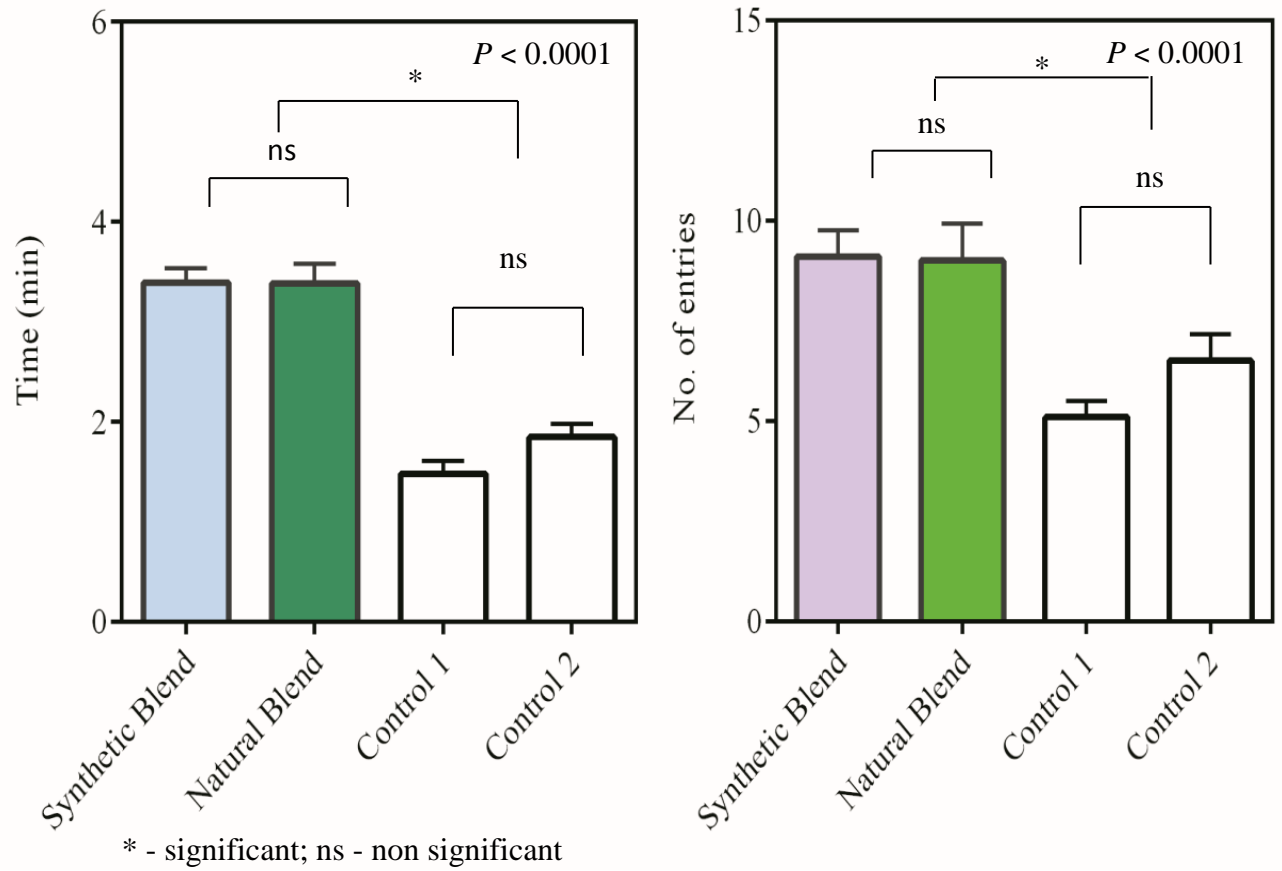 6
4
2
0
Time (min)
P < 0.0001
*
ns
ns
Synthetic Blend
Natural Blend
Control 1
Control 2
15
10
5
0
No. of entries
P < 0.0001
*
ns
ns
Synthetic Blend
Natural Blend
Control 1
Control 2
* - significant; ns - non significant